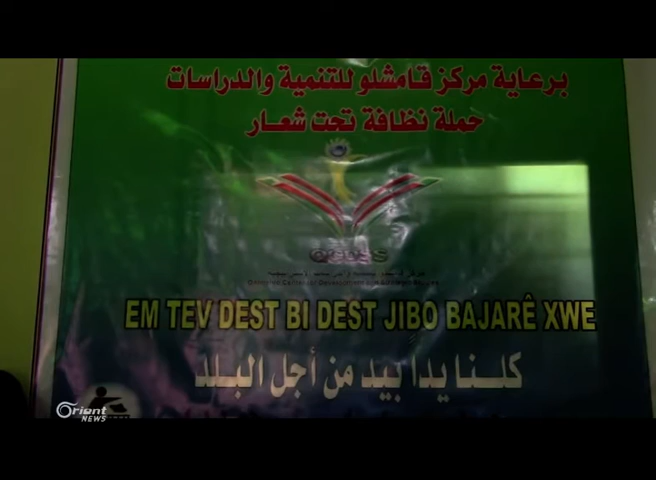 برعاية مركز قامشلو للتنمية والدراسات
حملة نظافة تحت شعار
EM TEV DEST BI DEST JIBO BAJARÊ XWE
كلنا يدا بيد من أجل البلد
Orient
NEWS